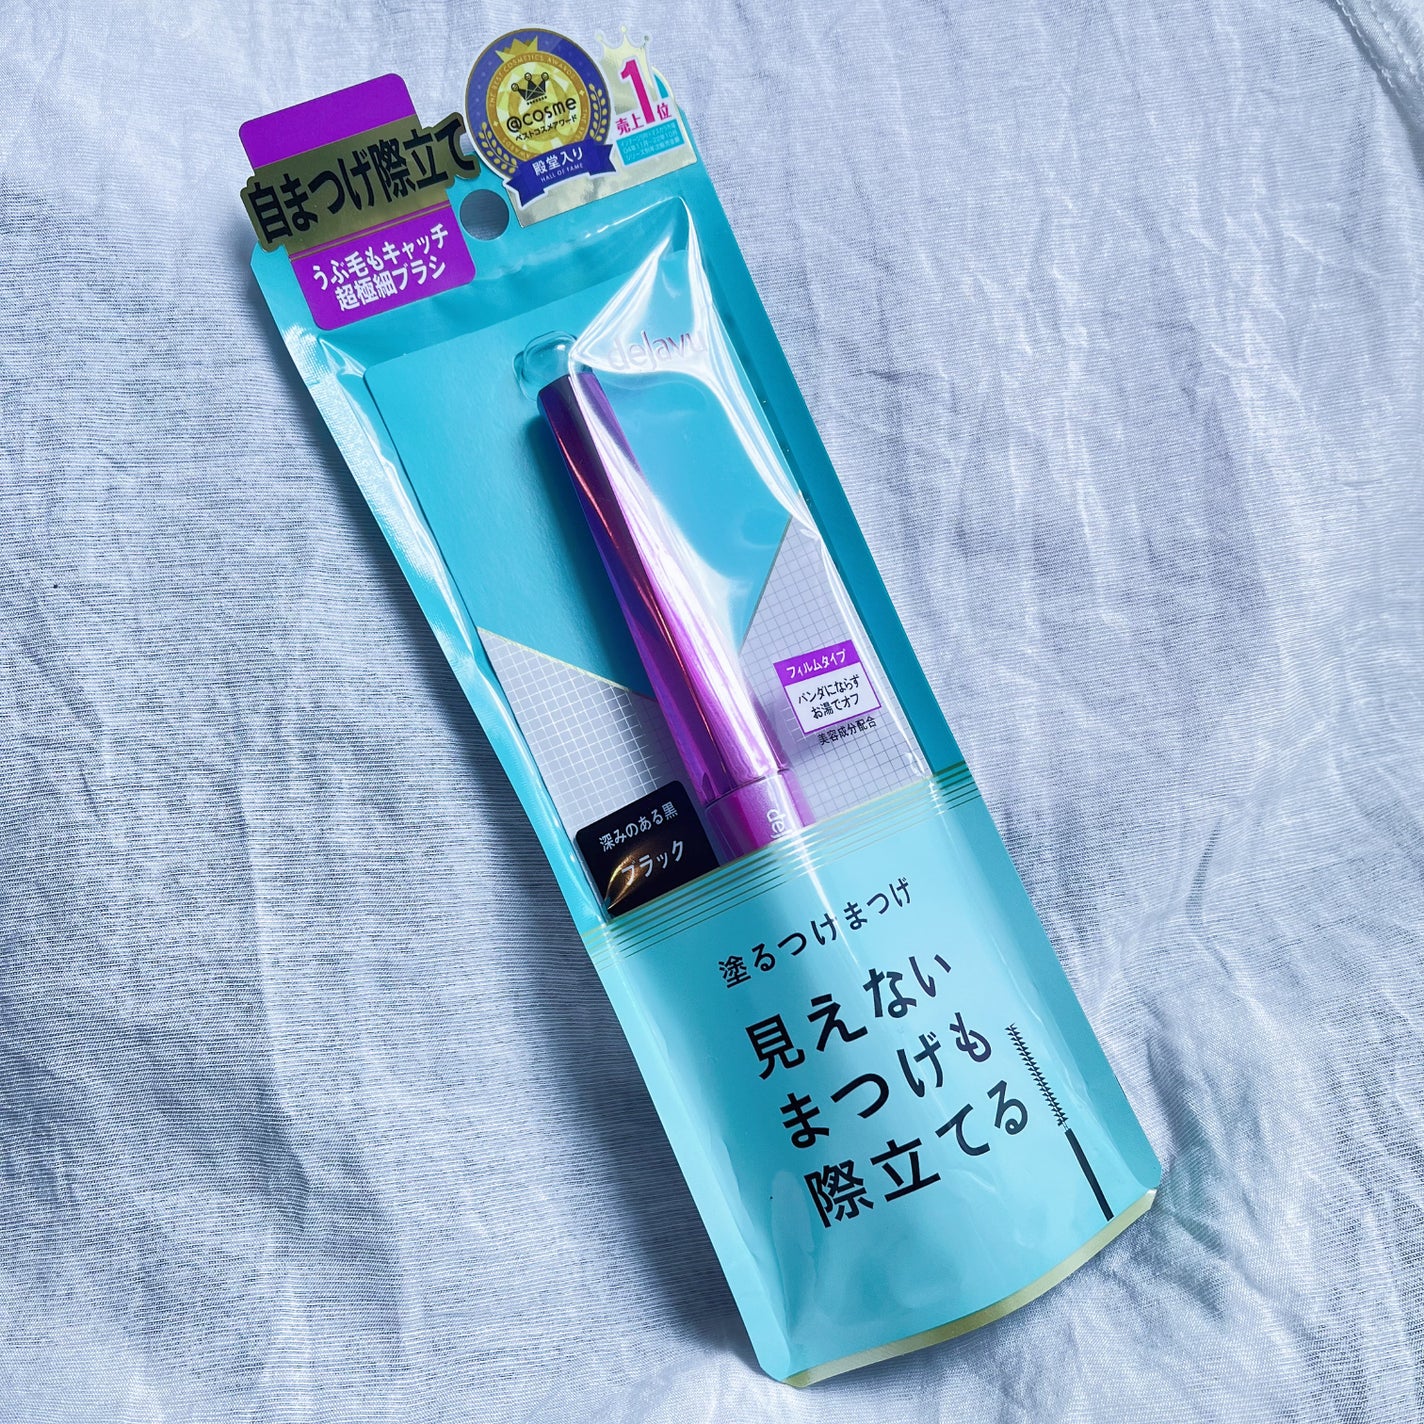 自まつげ際立て
うぶ毛もキャッチ
超極細ブラシ
THE BEST COSMETICS AWARDS
@cosme
ベストコスメアワード
殿堂入り
HALL OF FAME
売上
1位
dejavu
フィルムタイプ
パンダにならず
お湯でオフ
美容成分配合
深みのある黒
ブラック
塗るつけまつげ
見えない
まつげも
際立てる